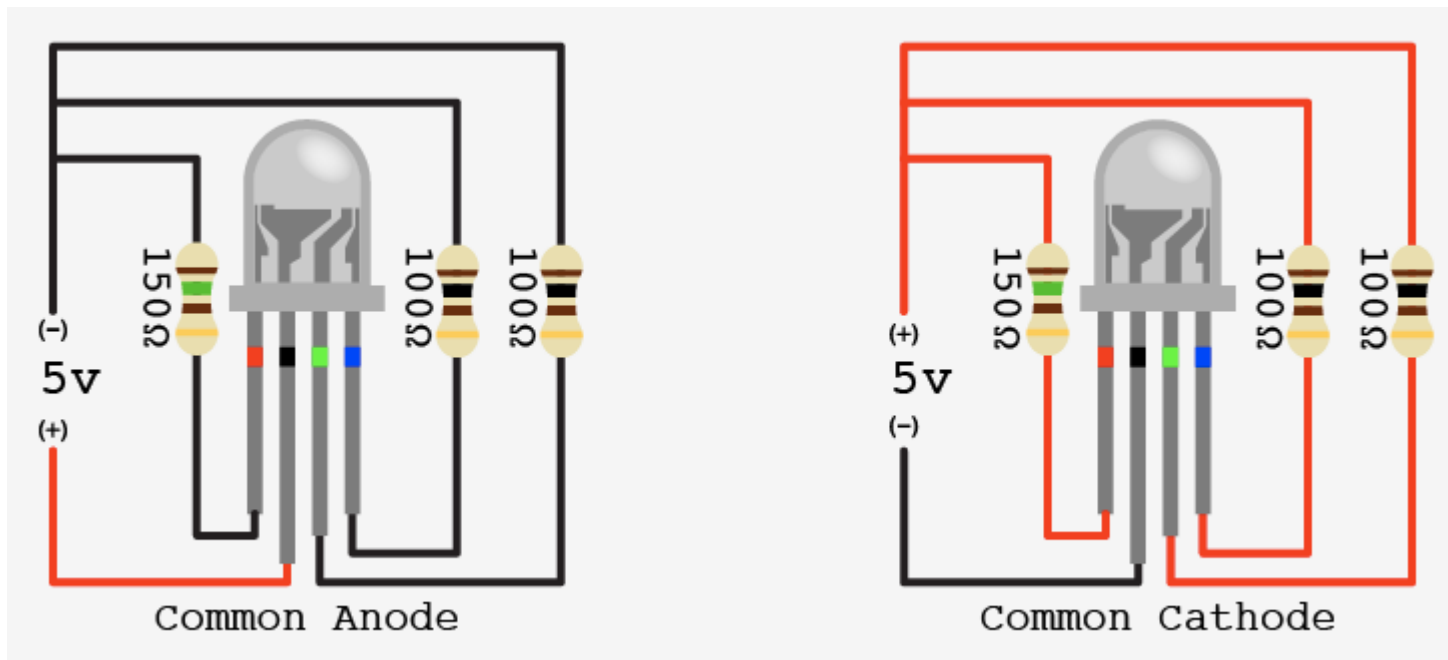 150Ω
100Ω
100Ω
(-)
5v
(+)
Common Anode
150Ω
100Ω
100Ω
(+)
5v
(-)
Common Cathode